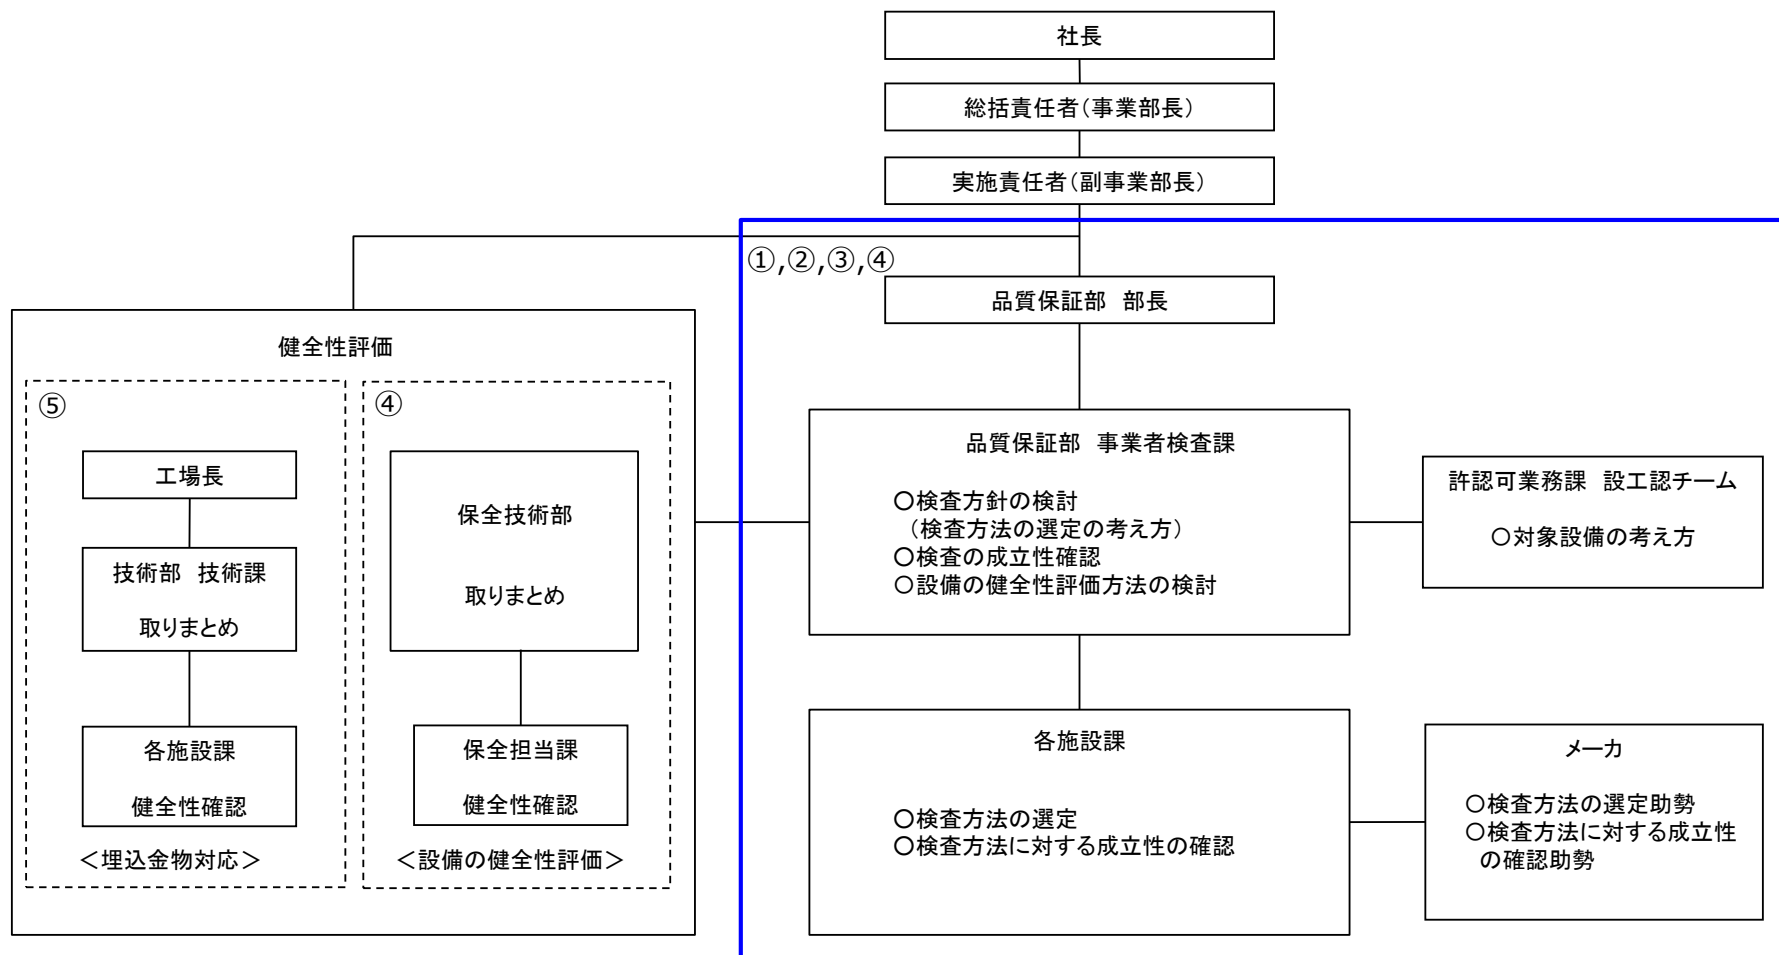 社長
総括責任者(事業部長)
実施責任者(副事業部長)
①,②,③,④
品質保証部 部長
健全性評価
⑤
工場長
技術部 技術課
取りまとめ
各施設課
健全性確認
<埋込金物対応>
④
保全技術部
取りまとめ
保全担当課
健全性確認
<設備の健全性評価>
品質保証部 事業者検査課
○検査方針の検討
(検査方法の選定の考え方)
○検査の成立性確認
○設備の健全性評価方法の検討
許認可業務課 設工認チーム
○対象設備の考え方
各施設課
○検査方法の選定
○検査方法に対する成立性の確認
メーカ
○検査方法の選定助勢
○検査方法に対する成立性
の確認助勢